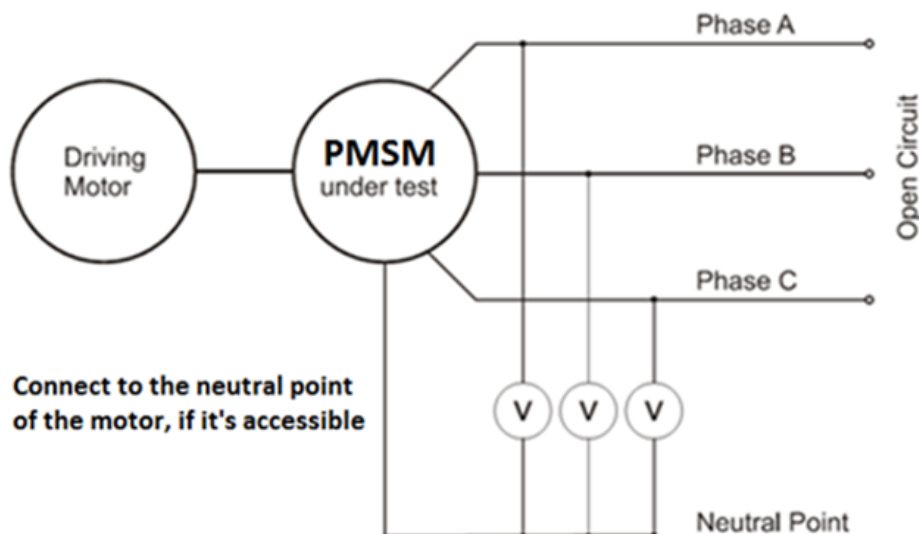 Phase A
Driving
Motor
PMSM
under test
Phase B
Open Circuit
Phase C
Connect to the neutral point
of the motor, if it's accessible
V V V
Neutral Point